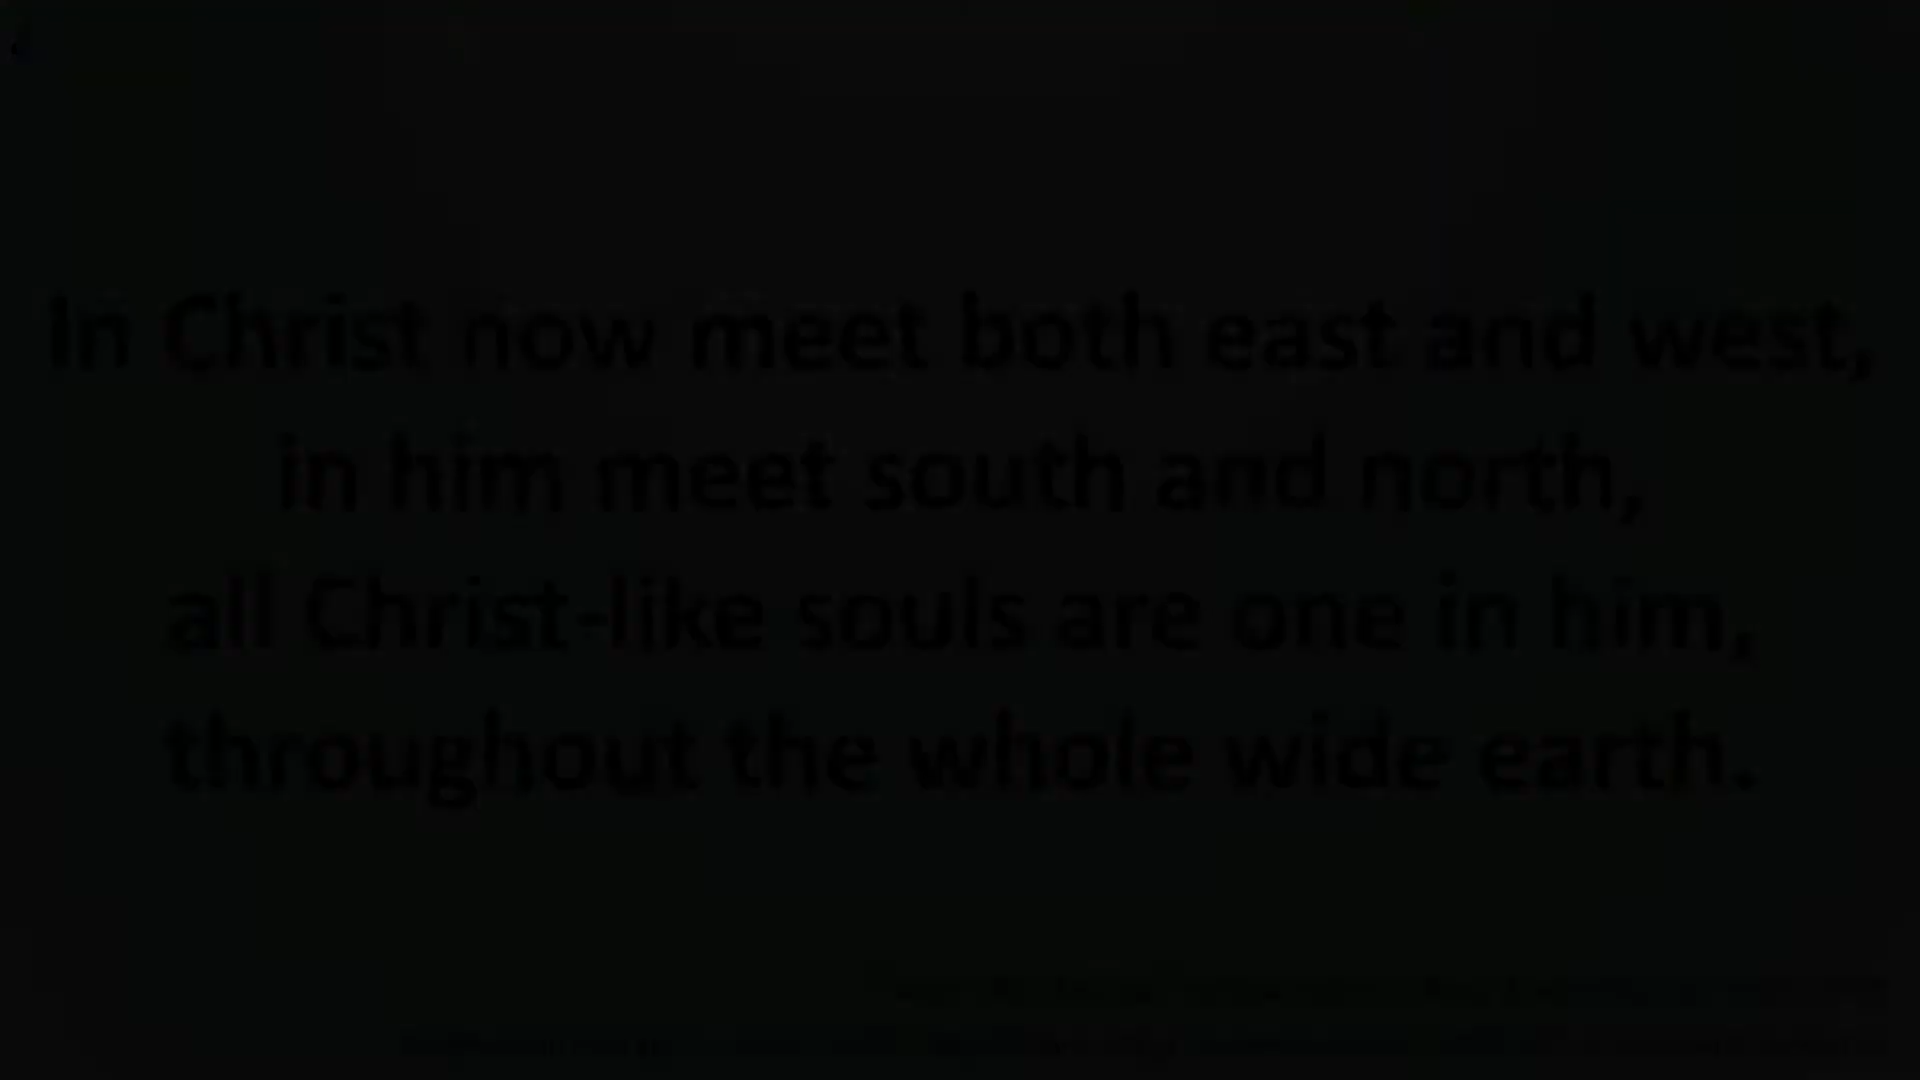 In Christ now meet both east and west,
in him meet south and north,
all Christ-like souls are one in him,
throughout the whole wide earth.